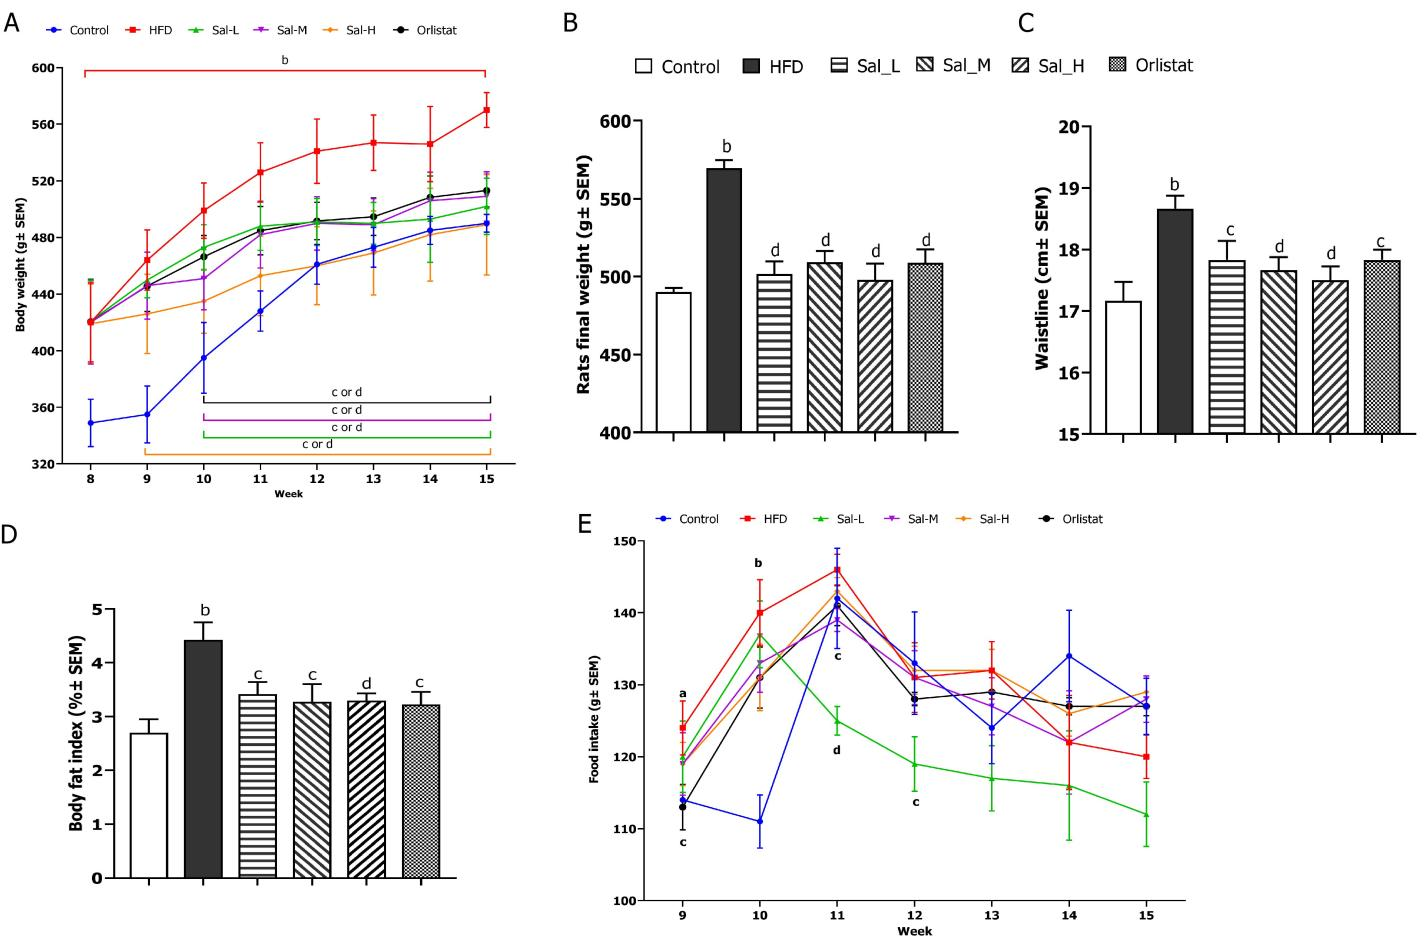 A
Control HFD Sal-L Sal-M Sal-H Orlistat
Body weight (g± SEM)
600
560
520
480
440
400
360
320
b
c or d
c or d
c or d
c or d
8 9 10 11 12 13 14 15
Week
B
C
Control HFD Sal_L Sal_M Sal_H Orlistat
Rats final weight (g± SEM)
600
550
500
450
400
b
d d d d
Waistline (cm± SEM)
20
19
18
17
16
15
b
c d d c
D
Body fat index (%± SEM)
5
4
3
2
1
0
b
c c d c
E
Control HFD Sal-L Sal-M Sal-H Orlistat
Food intake (g± SEM)
150
140
130
120
110
100
b
a
c
d
c
c
9 10 11 12 13 14 15
Week